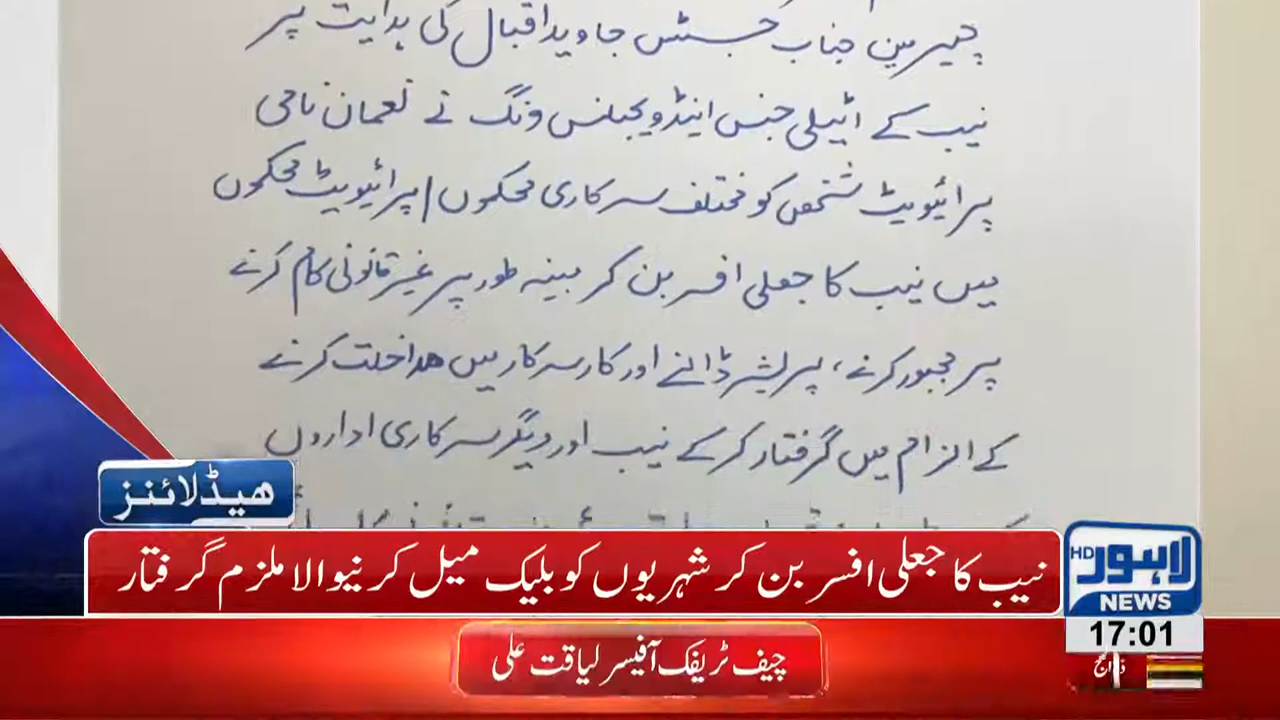 چیئرمین جناب جسٹس جاوید اقبال کی ہدایت پر
نیب کے انٹیلی جنس اینڈ ویجیلنس ونگ نے نعمان نامی
پرائیویٹ شخص کو مختلف سرکاری محکموں / پرائیویٹ محکموں
میں نیب کا جعلی افسر بن کر مبینہ طور پر غیر قانونی کام کرنے
پر مجبور کرنے، پریشر ڈالنے اور کار سرکار میں مداخلت کرنے
کے الزام میں گرفتار کر کے نیب اور دیگر سرکاری اداروں
ھیڈلائنز
نیب کا جعلی افسر بن کر شہریوں کو بلیک میل کرنیوالا ملزم گرفتار
لاہور HD
NEWS
17:01
چیف ٹریفک آفیسر لیاقت علی